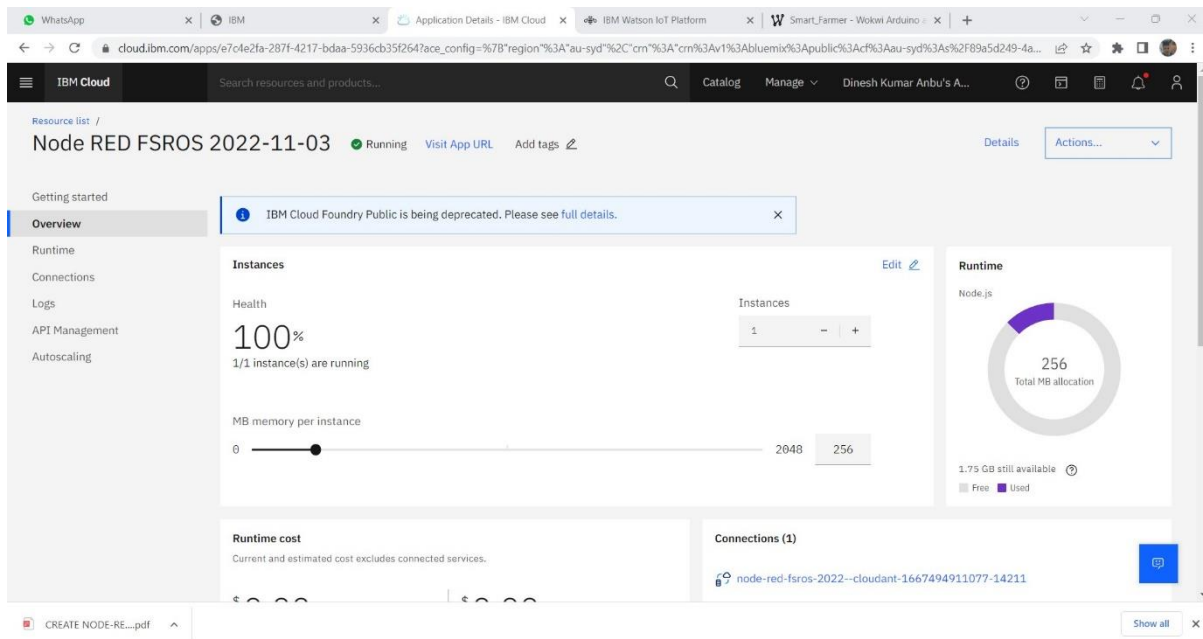 WhatsApp
IBM
Application Details - IBM Cloud
IBM Watson IoT Platform
Smart_Farmer - Wokwi Arduino
cloud.ibm.com/apps/e7c4e2fa-287f-4217-bdaa-5936cb35f264?ace_config=%7B"region"%3A"au-syd"%2C"crn"%3A"crn%3Av1%3Abluemix%3Apublic%3Acf%3Aau-syd%3As%2F89a5d249-4a...
IBM Cloud
Search resources and products...
Catalog
Manage
Dinesh Kumar Anbu's A...
Resource list /
Node RED FSROS 2022-11-03
Running
Visit App URL
Add tags
Details
Actions...
Getting started
Overview
Runtime
Connections
Logs
API Management
Autoscaling
IBM Cloud Foundry Public is being deprecated. Please see full details.
Instances
Edit
Health
100%
1/1 instance(s) are running
Instances
1 - +
MB memory per instance
0
2048
256
Runtime
Node.js
256
Total MB allocation
1.75 GB still available
Free Used
Runtime cost
Current and estimated cost excludes connected services.
Connections (1)
node-red-fsros-2022--cloudant-1667494911077-14211
CREATE NODE-RE....pdf
Show all